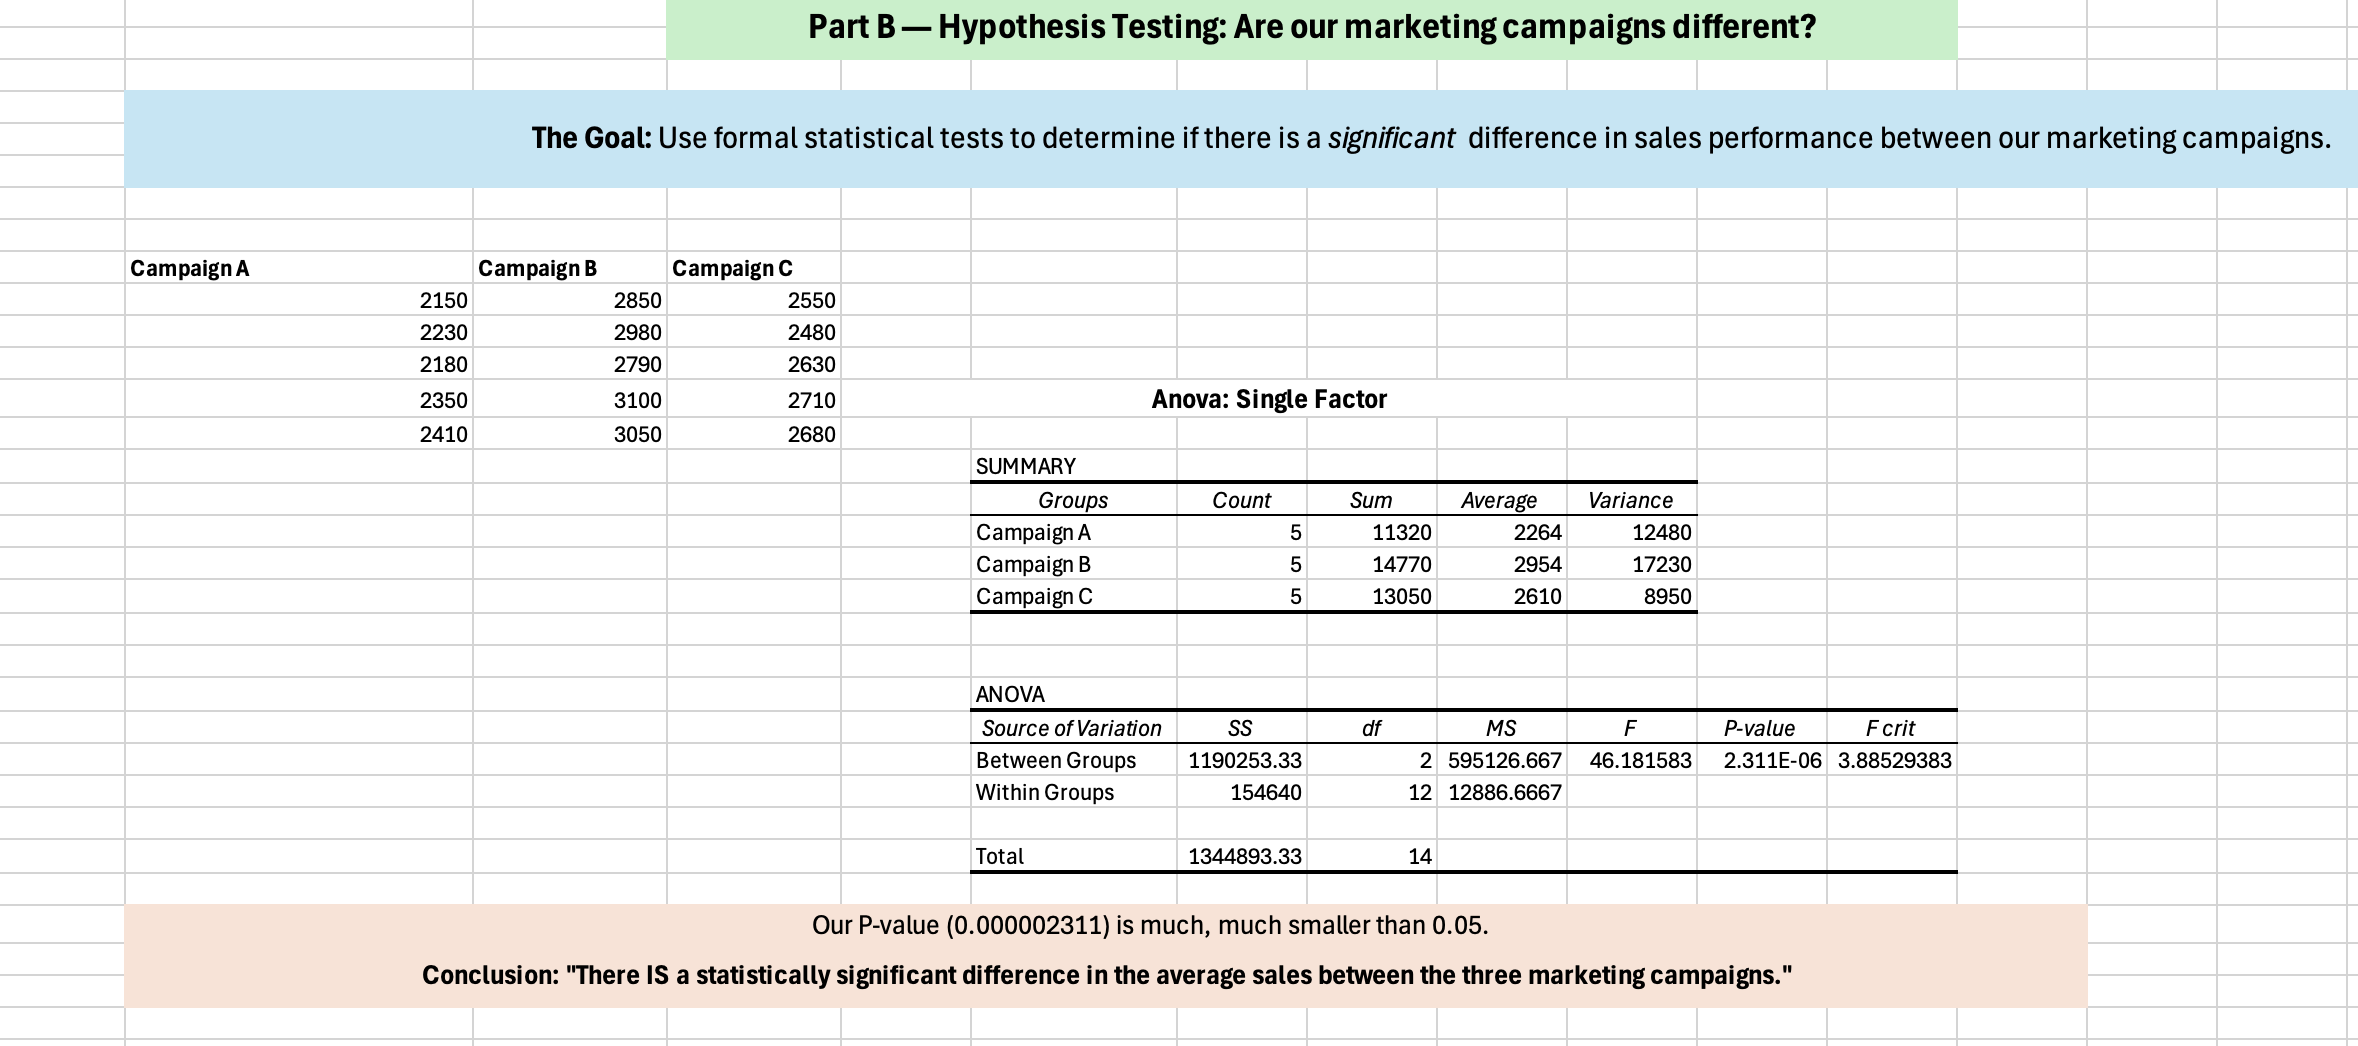 Part B — Hypothesis Testing: Are our marketing campaigns different?
The Goal: Use formal statistical tests to determine if there is a significant difference in sales performance between our marketing campaigns.
Campaign A Campaign B Campaign C
2150 2850 2550
2230 2980 2480
2180 2790 2630
2350 3100 2710
2410 3050 2680
Anova: Single Factor
SUMMARY
Groups Count Sum Average Variance
Campaign A 5 11320 2264 12480
Campaign B 5 14770 2954 17230
Campaign C 5 13050 2610 8950
ANOVA
Source of Variation SS df MS F P-value F crit
Between Groups 1190253.33 2 595126.667 46.181583 2.311E-06 3.88529383
Within Groups 154640 12 12886.6667
Total 1344893.33 14
Our P-value (0.000002311) is much, much smaller than 0.05.
Conclusion: "There IS a statistically significant difference in the average sales between the three marketing campaigns."